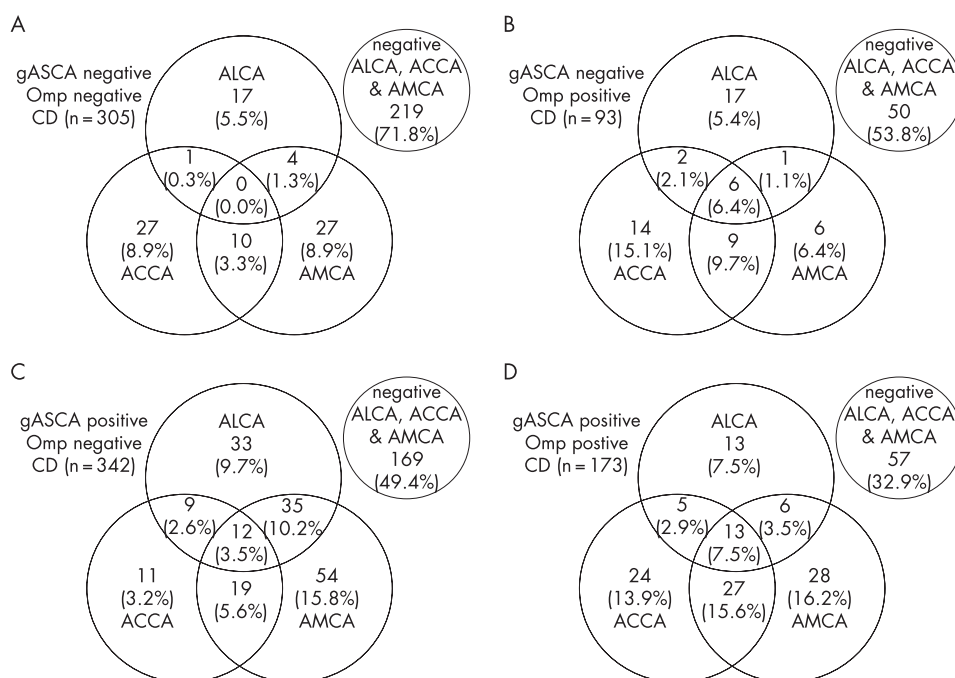 A
gASCA negative
Omp negative
CD (n = 305)
ALCA
17
(5.5%)
negative
ALCA, ACCA
& AMCA
219
(71.8%)
1
(0.3%)
4
(1.3%)
0
(0.0%)
27
(8.9%)
ACCA
10
(3.3%)
27
(8.9%)
AMCA
B
gASCA negative
Omp positive
CD (n = 93)
ALCA
17
(5.4%)
negative
ALCA, ACCA
& AMCA
50
(53.8%)
2
(2.1%)
1
(1.1%)
6
(6.4%)
14
(15.1%)
ACCA
9
(9.7%)
6
(6.4%)
AMCA
C
gASCA positive
Omp negative
CD (n = 342)
ALCA
33
(9.7%)
negative
ALCA, ACCA
& AMCA
169
(49.4%)
9
(2.6%)
35
(10.2%
12
(3.5%)
11
(3.2%)
ACCA
19
(5.6%)
54
(15.8%)
AMCA
D
gASCA positive
Omp postive
CD (n = 173)
ALCA
13
(7.5%)
negative
ALCA, ACCA
& AMCA
57
(32.9%)
5
(2.9%)
6
(3.5%)
13
(7.5%)
24
(13.9%)
ACCA
27
(15.6%)
28
(16.2%)
AMCA